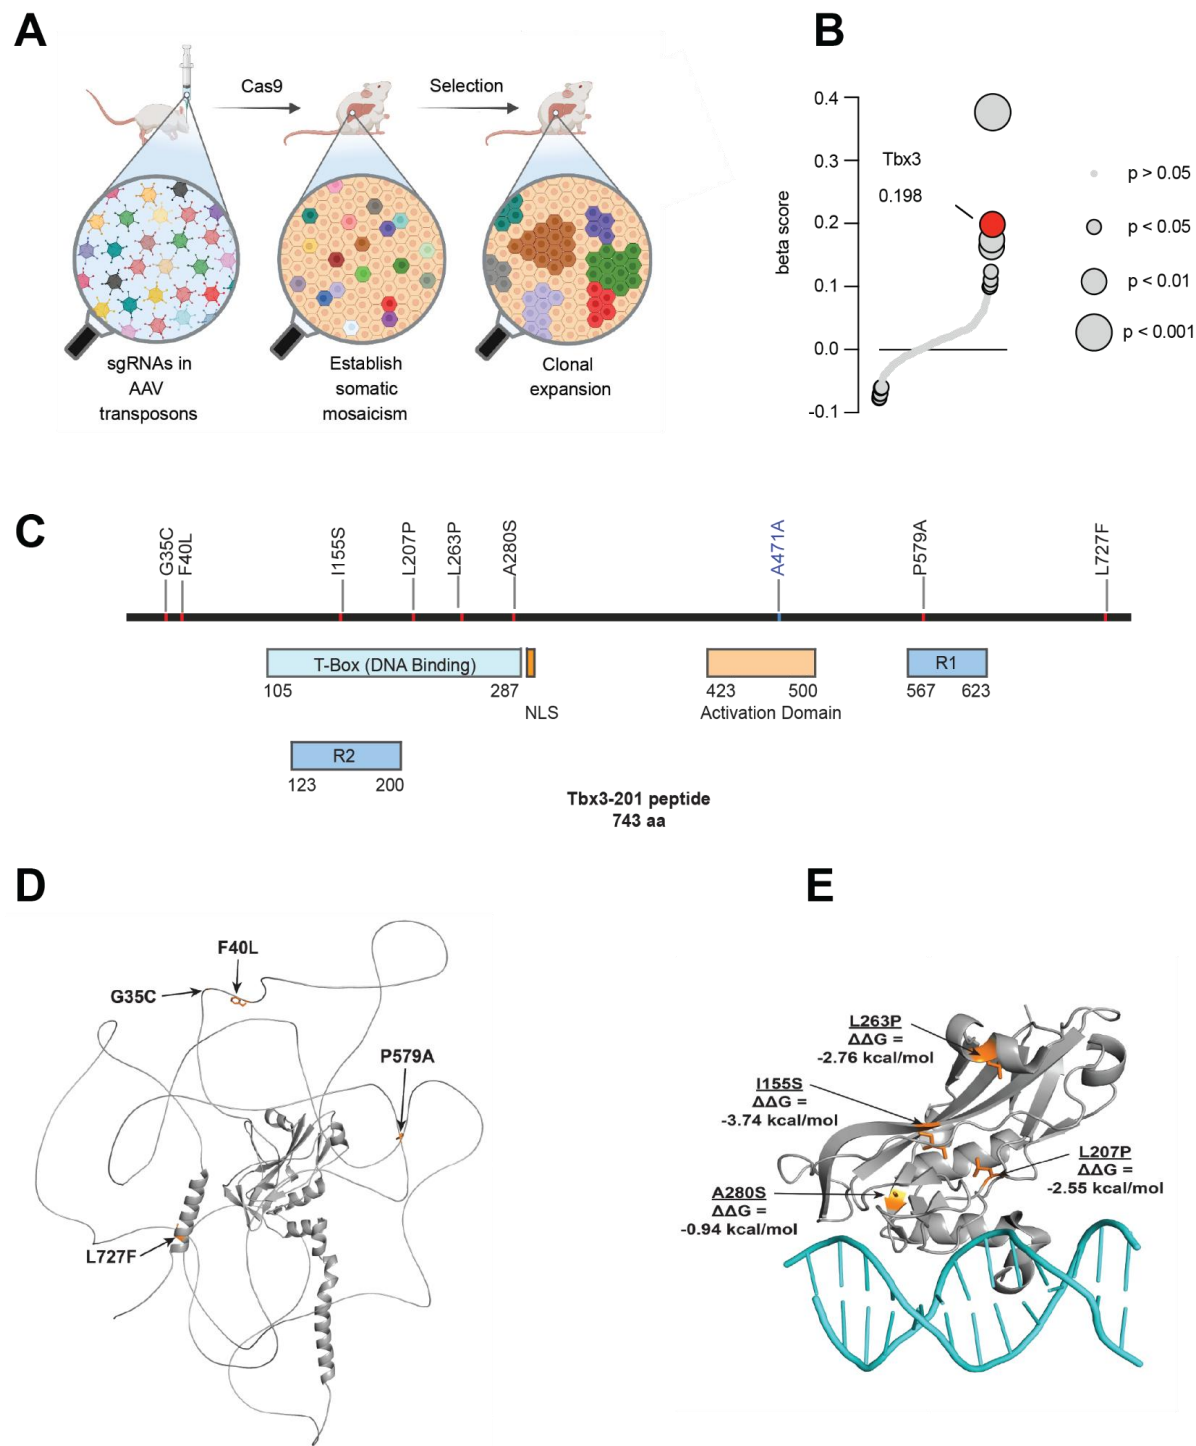 A
Cas9
Selection
sgRNAs in
AAV
transposons
Establish
somatic
mosaicism
Clonal
expansion
B
beta score
0.4
0.3
0.2
0.1
0.0
-0.1
Tbx3
0.198
p > 0.05
p < 0.05
p < 0.01
p < 0.001
C
G35C
F40L
I155S
L207P
L263P
A280S
A471A
P579A
L727F
T-Box (DNA Binding)
R1
105
287
423
500
567
623
NLS
Activation Domain
R2
123
200
Tbx3-201 peptide
743 aa
D
F40L
G35C
P579A
L727F
E
L263P
ΔΔG =
-2.76 kcal/mol
I155S
ΔΔG =
-3.74 kcal/mol
L207P
ΔΔG =
-2.55 kcal/mol
A280S
ΔΔG =
-0.94 kcal/mol